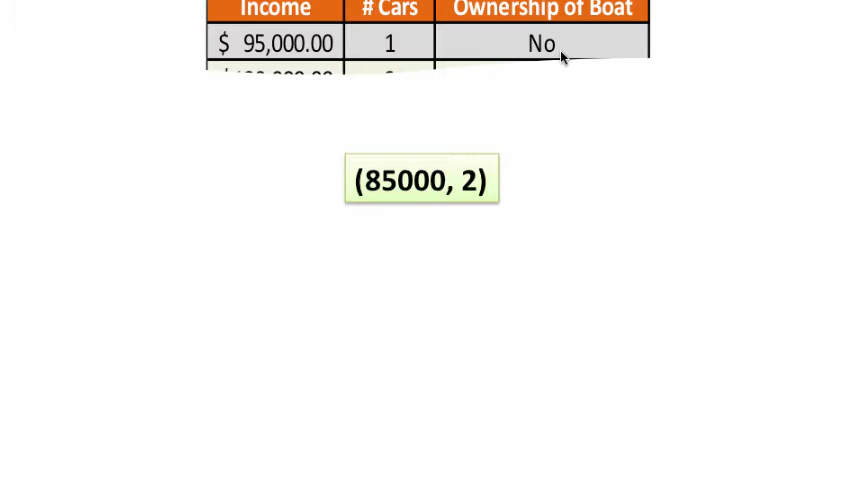 Income # Cars Ownership of Boat
$ 95,000.00 1 No
(85000, 2)